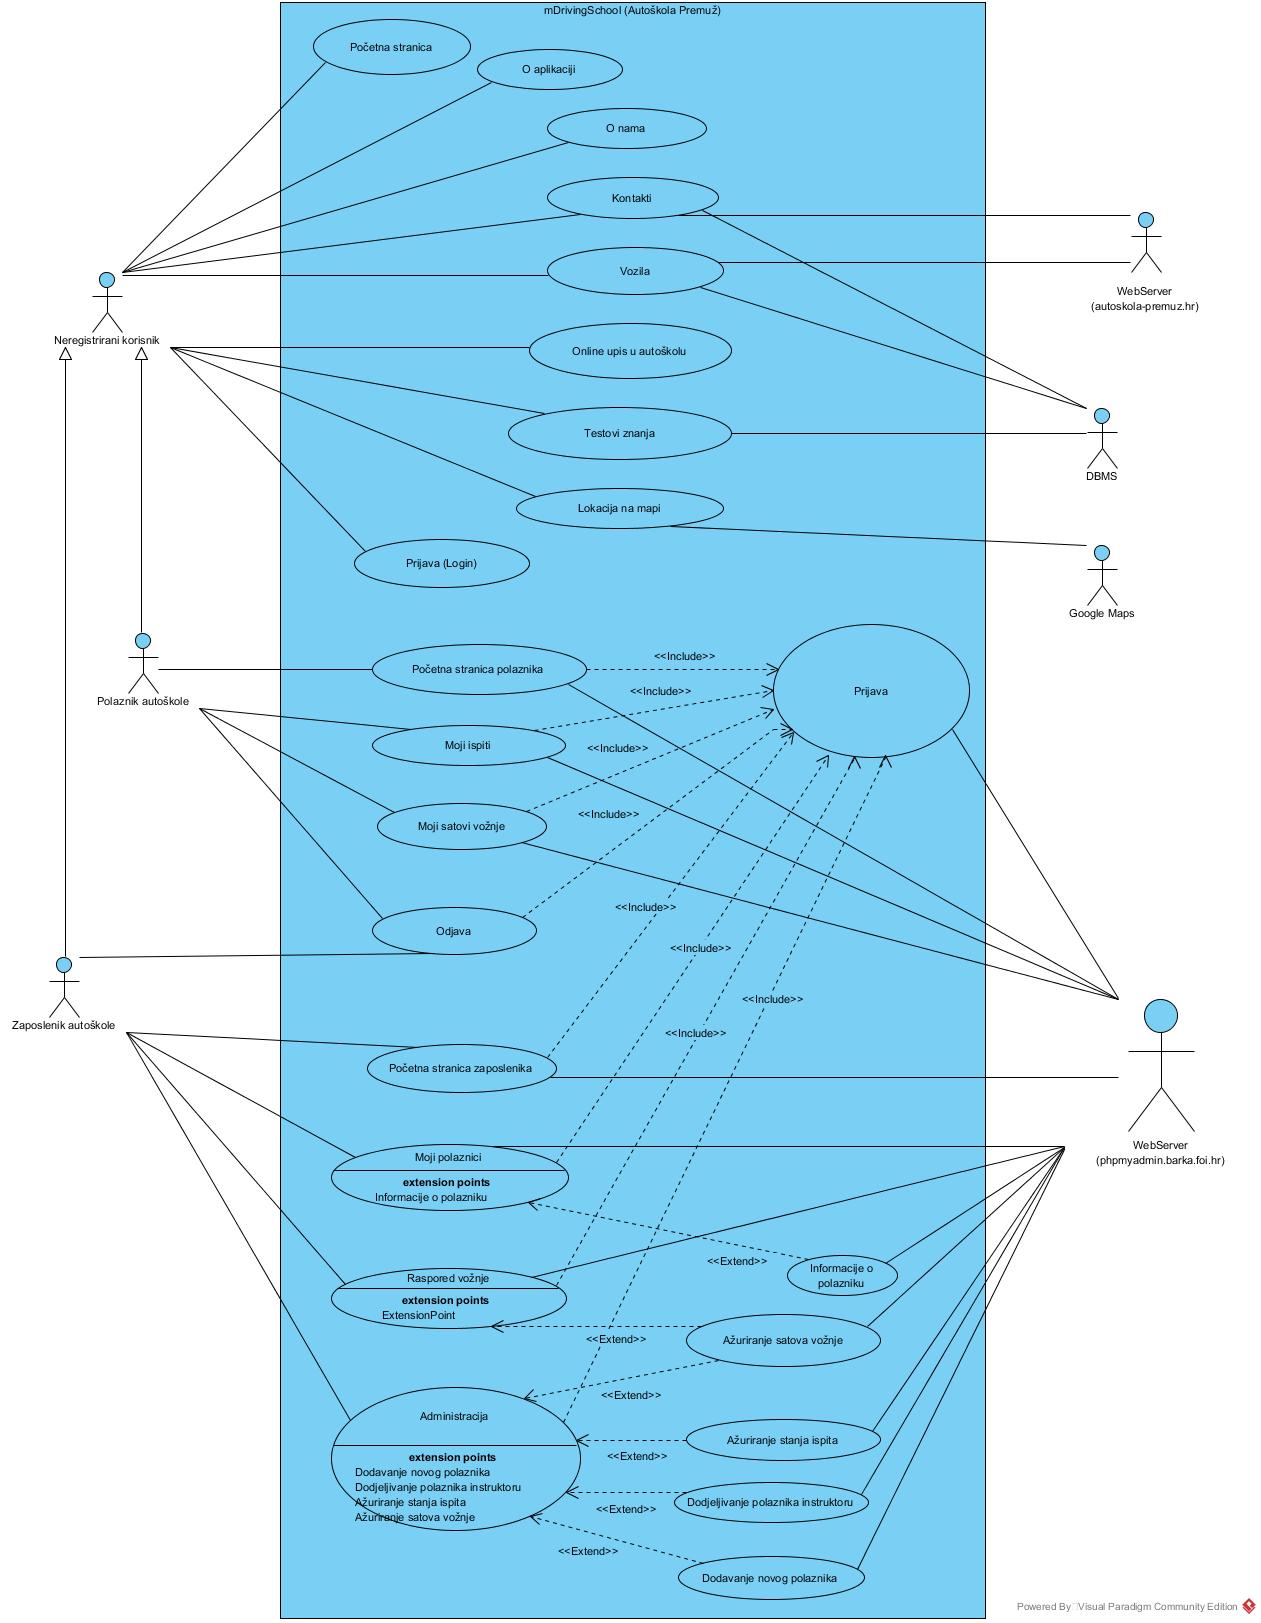 mDrivingSchool (Autoškola Premuž)
Početna stranica
O aplikaciji
O nama
Kontakti
Vozila
WebServer
(autoskola-premuz.hr)
Neregistrirani korisnik
Online upis u autoškolu
Testovi znanja
DBMS
Lokacija na mapi
Prijava (Login)
Google Maps
Početna stranica polaznika
<<Include>>
Prijava
<<Include>>
Polaznik autoškole
Moji ispiti
<<Include>>
<<Include>>
Moji satovi vožnje
<<Include>>
Odjava
<<Include>>
<<Include>>
Zaposlenik autoškole
<<Include>>
Početna stranica zaposlenika
WebServer
(phpmyadmin.barka.foi.hr)
Moji polaznici
extension points
Informacije o polazniku
<<Extend>>
Informacije o
polazniku
Raspored vožnje
extension points
ExtensionPoint
<<Extend>>
Ažuriranje satova vožnje
<<Extend>>
Administracija
extension points
Dodavanje novog polaznika
Dodjeljivanje polaznika instruktoru
Ažuriranje stanja ispita
Ažuriranje satova vožnje
Ažuriranje stanja ispita
<<Extend>>
Dodjeljivanje polaznika instruktoru
<<Extend>>
<<Extend>>
Dodavanje novog polaznika
Powered By Visual Paradigm Community Edition